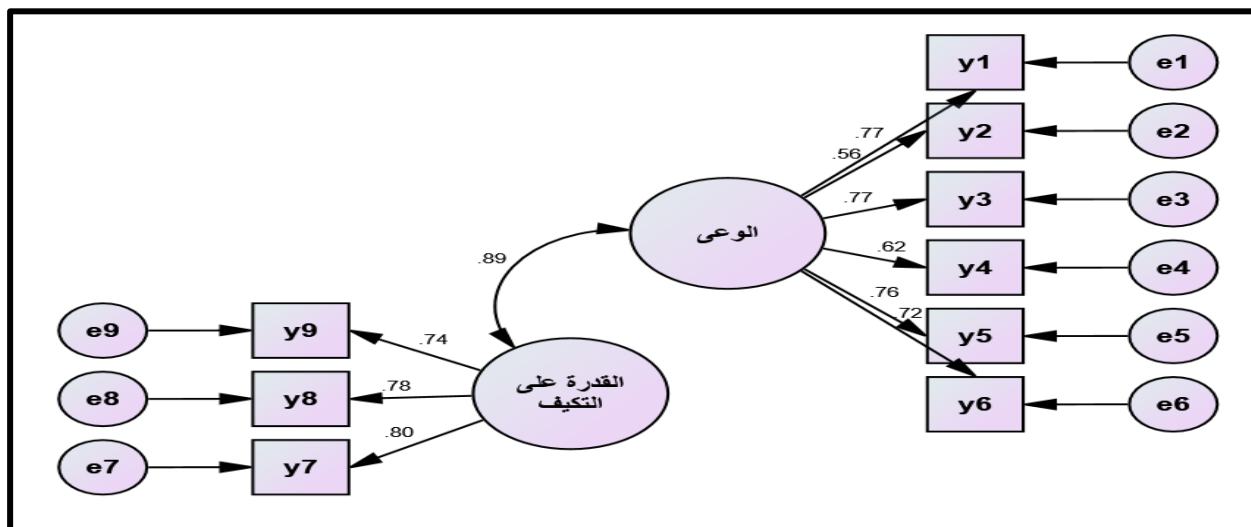 y1
e1
.77
y2
e2
.56
.77
y3
e3
الوعى
.62
y4
e4
.89
.76
.72
y5
e5
y6
e6
e9
y9
.74
القدرة على
التكيف
e8
y8
.78
e7
y7
.80